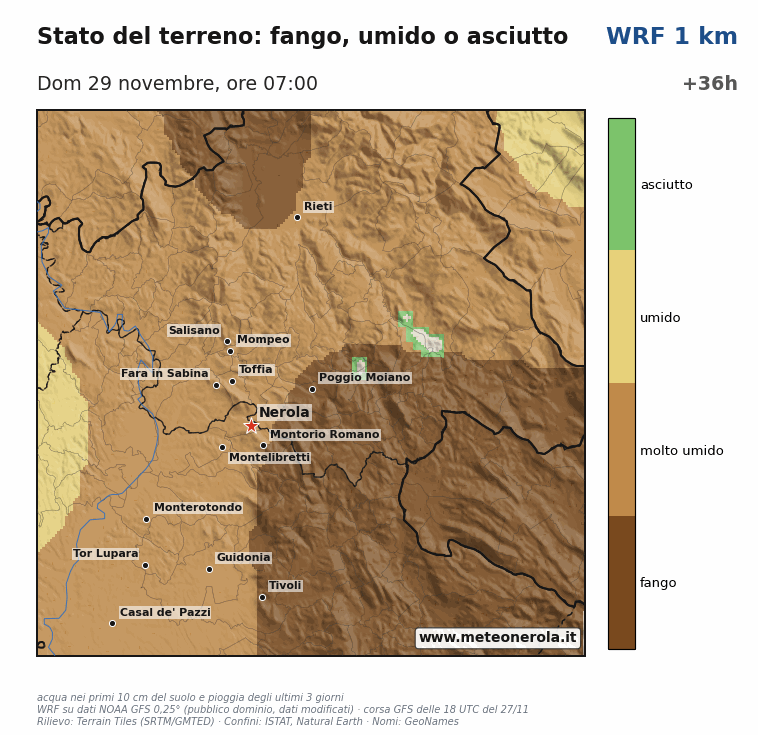 Stato del terreno: fango, umido o asciutto
WRF 1 km
Dom 29 novembre, ore 07:00
+36h
asciutto
umido
molto umido
fango
Rieti
Salisano
Mompeo
Toffia
Fara in Sabina
Poggio Moiano
Nerola
Montorio Romano
Montelibretti
Monterotondo
Tor Lupara
Guidonia
Tivoli
Casal de' Pazzi
www.meteonerola.it
acqua nei primi 10 cm del suolo e pioggia degli ultimi 3 giorni
WRF su dati NOAA GFS 0,25° (pubblico dominio, dati modificati) · corsa GFS delle 18 UTC del 27/11
Rilievo: Terrain Tiles (SRTM/GMTED) · Confini: ISTAT, Natural Earth · Nomi: GeoNames